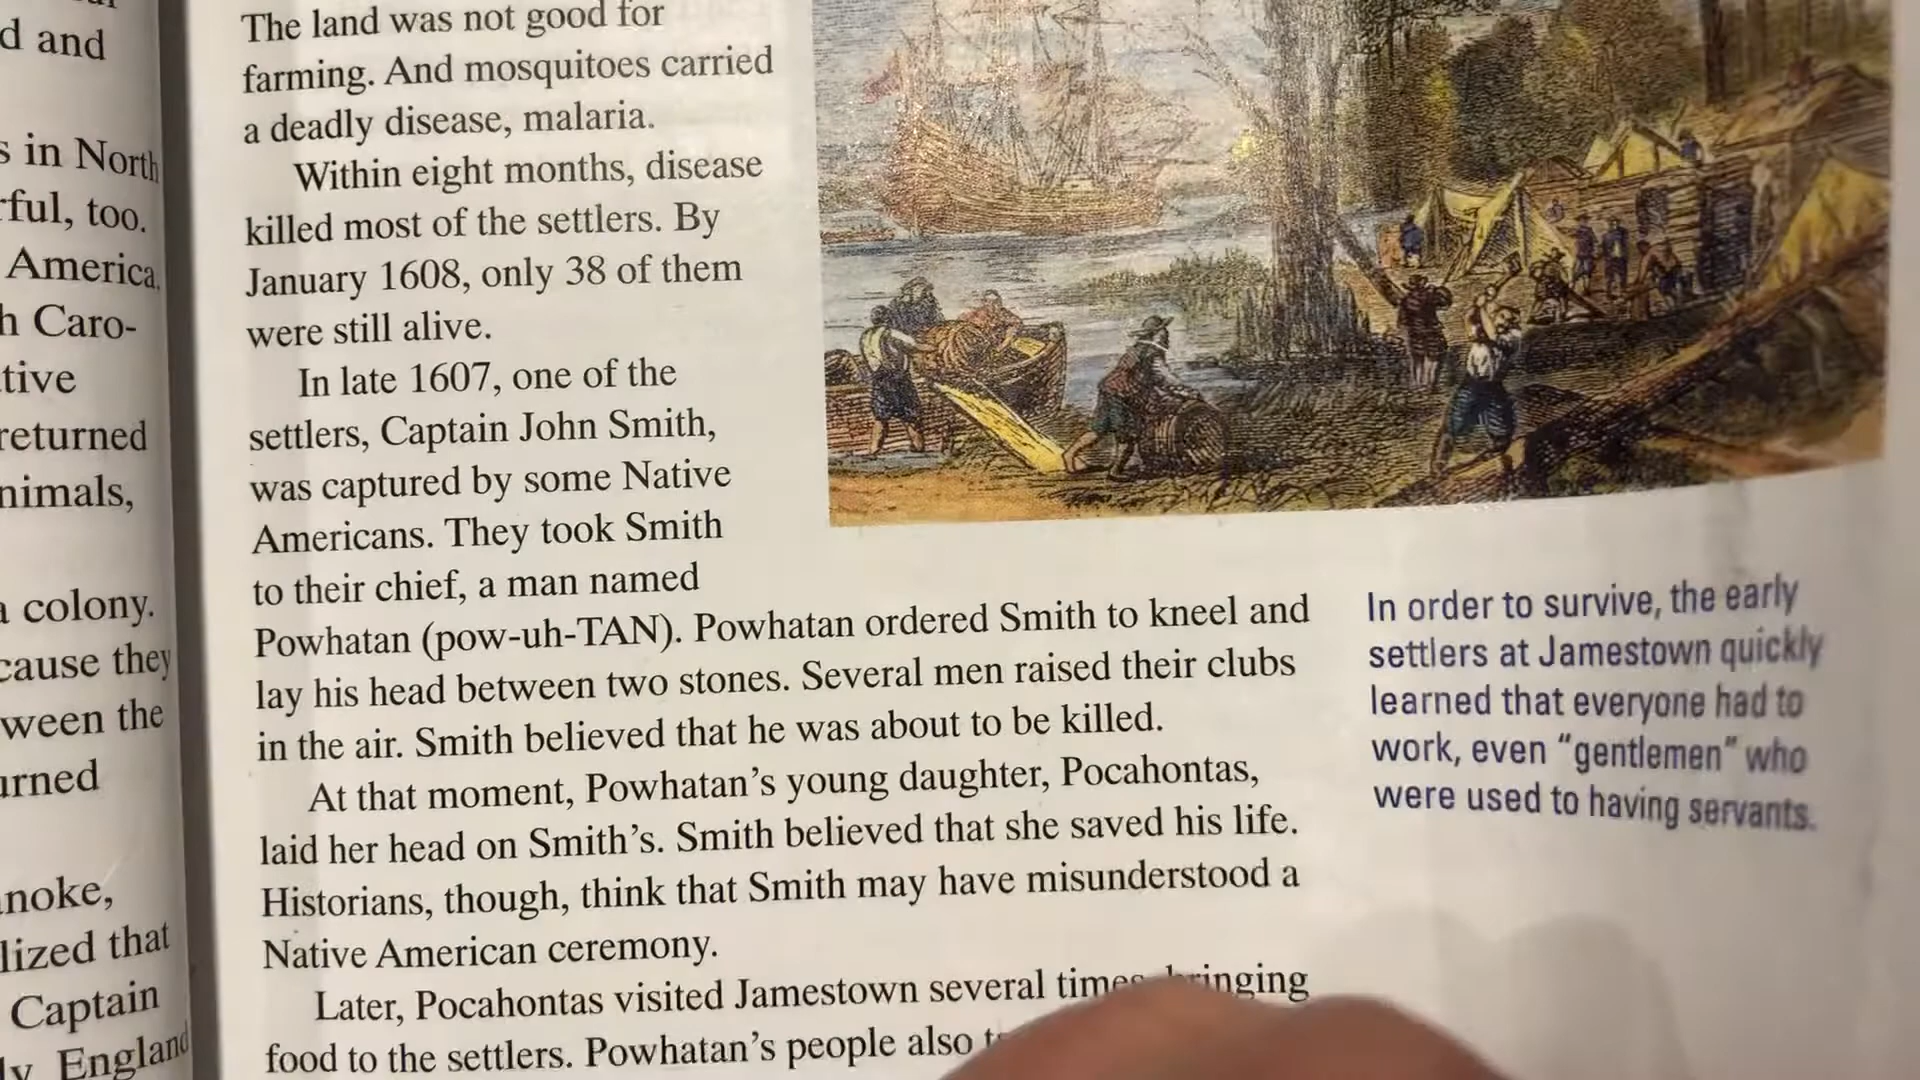 d and
s in North
rful, too.
America
h Caro-
tive
returned
nimals,
a colony.
cause they
ween the
urned
noke,
lized that
Captain
ly England
The land was not good for
farming. And mosquitoes carried
a deadly disease, malaria.
Within eight months, disease
killed most of the settlers. By
January 1608, only 38 of them
were still alive.
In late 1607, one of the
settlers, Captain John Smith,
was captured by some Native
Americans. They took Smith
to their chief, a man named
Powhatan (pow-uh-TAN). Powhatan ordered Smith to kneel and
lay his head between two stones. Several men raised their clubs
in the air. Smith believed that he was about to be killed.
At that moment, Powhatan's young daughter, Pocahontas,
laid her head on Smith's. Smith believed that she saved his life.
Historians, though, think that Smith may have misunderstood a
Native American ceremony.
Later, Pocahontas visited Jamestown several times bringing
food to the settlers. Powhatan's people also
In order to survive, the early
settlers at Jamestown quickly
learned that everyone had to
work, even “gentlemen” who
were used to having servants.